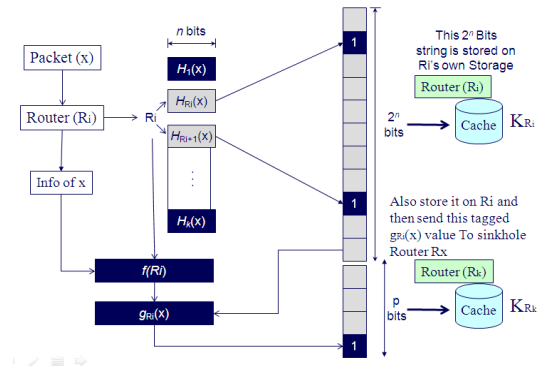 n bits
Packet (x)
Router (Ri)
Info of x
Ri
H1(x)
HRi(x)
HRi+1(x)
Hk(x)
f(Ri)
gRi(x)
1
1
1
2n
bits
p
bits
This 2n Bits
string is stored on
Ri's own Storage
Router (Ri)
Cache
KRi
Also store it on Ri and
then send this tagged
gRi(x) value To sinkhole
Router Rx
Router (Rk)
Cache
KRk